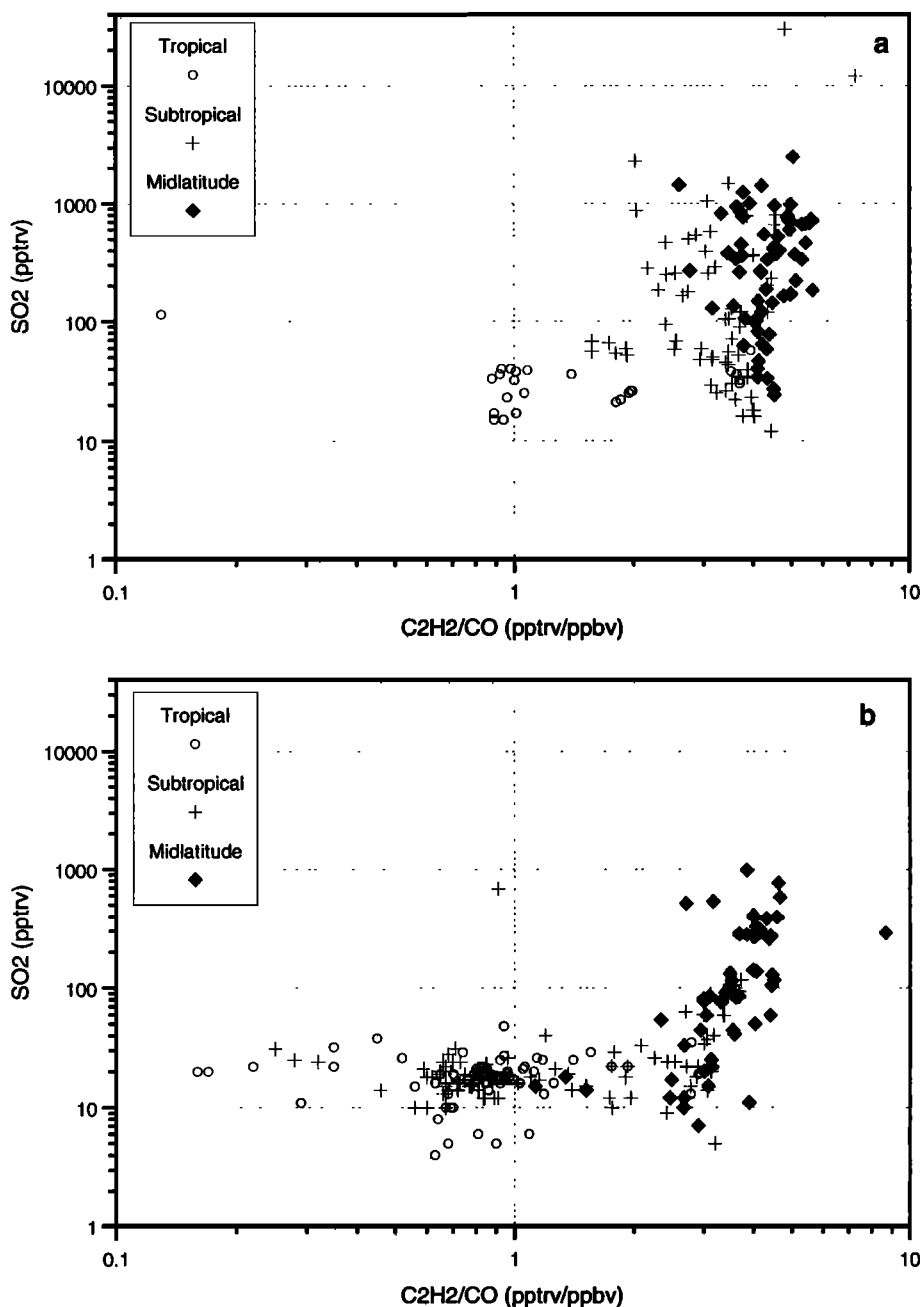 a
Tropical
Subtropical
Midlatitude
10000
1000
100
10
1
SO2 (pptrv)
0.1
1
10
C2H2/CO (pptrv/ppbv)
b
Tropical
Subtropical
Midlatitude
10000
1000
100
10
1
SO2 (pptrv)
0.1
1
10
C2H2/CO (pptrv/ppbv)